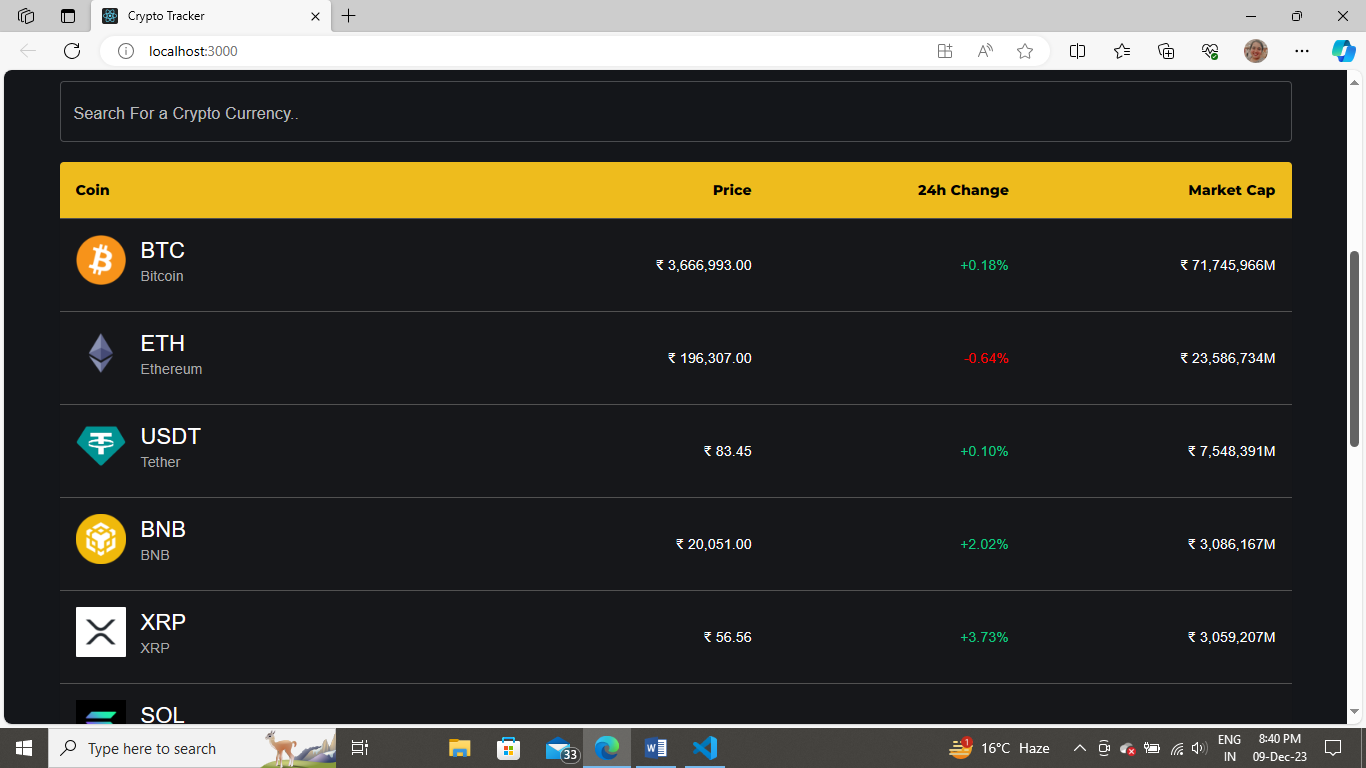 Crypto Tracker
localhost:3000
Search For a Crypto Currency..
Coin Price 24h Change Market Cap
BTC
Bitcoin
₹ 3,666,993.00 +0.18% ₹ 71,745,966M
ETH
Ethereum
₹ 196,307.00 -0.64% ₹ 23,586,734M
USDT
Tether
₹ 83.45 +0.10% ₹ 7,548,391M
BNB
BNB
₹ 20,051.00 +2.02% ₹ 3,086,167M
XRP
XRP
₹ 56.56 +3.73% ₹ 3,059,207M
SOL
Type here to search
33
1
16°C Haze
ENG
IN
8:40 PM
09-Dec-23